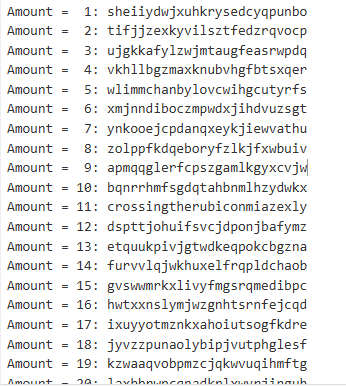 Amount =  1: sheiiydwjxuhkrysedcyqpunbo
Amount =  2: tifjjzexkyvilsztfedzrqvocp
Amount =  3: ujgkkafylzwjmtaugfeasrwpdq
Amount =  4: vkhllbgzmaxknubvhgfbtsxqer
Amount =  5: wlimmchanbylovcwihgcutyrfs
Amount =  6: xmjnndiboczmpwdxjihdvuzsgt
Amount =  7: ynkooejcpdanqxeykjiewvathu
Amount =  8: zolppfkdqeboryfzlkjfxwbuiv
Amount =  9: apmqqglerfcpszgamlkgyxcvjw
Amount = 10: bqnrrhmfsgdqtahbnmlhzydwkx
Amount = 11: crossingtherubiconmiazexly
Amount = 12: dspttjohuifsvcjdponjbafymz
Amount = 13: etquukpivjgtwdkeqpokcbgzna
Amount = 14: furvvlqjwkhuxelfrqpldchaob
Amount = 15: gvswwmrkxlivyfmgsrqmedibpc
Amount = 16: hwtxxnslymjwzgnhtsrnfejcqd
Amount = 17: ixuyyotmznkxahoiutsogfkdre
Amount = 18: jyvzzpunaolybipjvutphglesf
Amount = 19: kzwaaqvobpmzcjqkwvuqihmftg
Amount = 20: